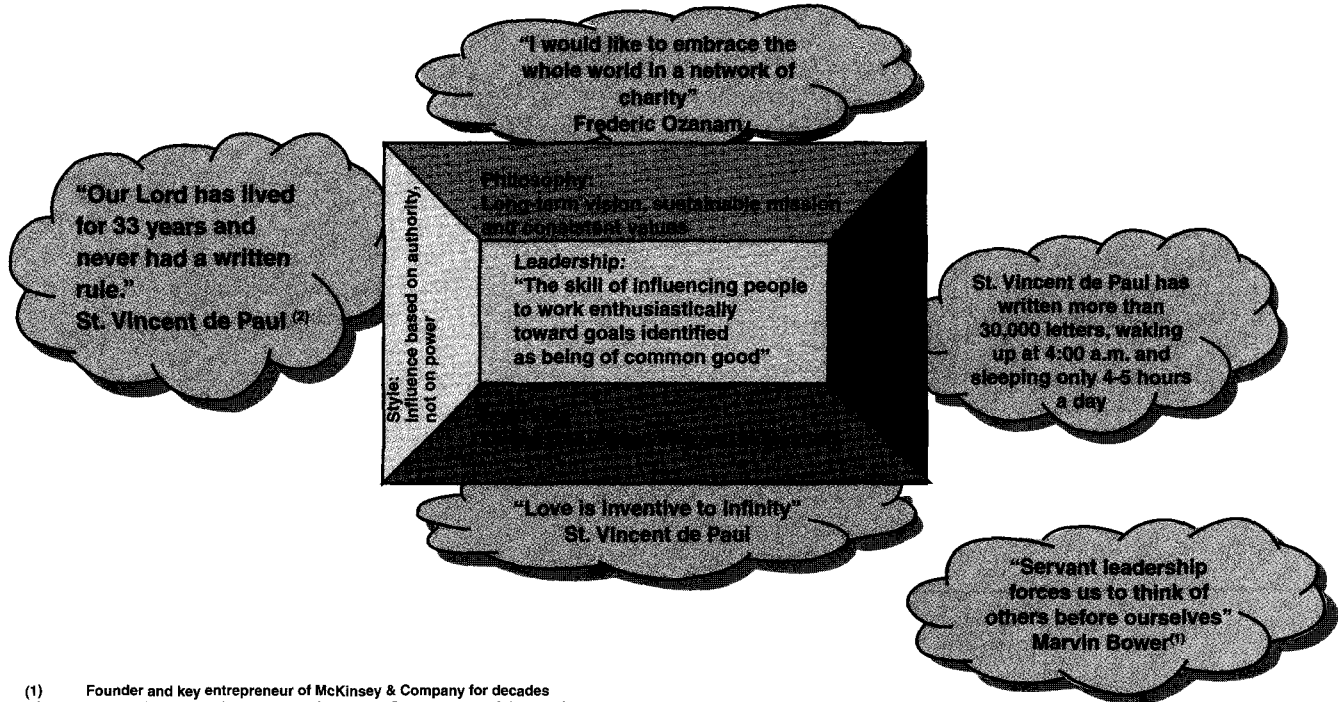 “I would like to embrace the
whole world in a network of
charity”
Frederic Ozanam
“Our Lord has lived
for 33 years and
never had a written
rule.”
St. Vincent de Paul (2)
Philosophy:
Long-term vision, sustainable mission
and consistent values
Style:
Influence based on authority,
not on power
Leadership:
“The skill of influencing people
to work enthusiastically
toward goals identified
as being of common good”
St. Vincent de Paul has
written more than
30,000 letters, waking
up at 4:00 a.m. and
sleeping only 4-5 hours
a day
“Love is inventive to infinity”
St. Vincent de Paul
“Servant leadership
forces us to think of
others before ourselves”
Marvin Bower(1)
(1) Founder and key entrepreneur of McKinsey & Company for decades